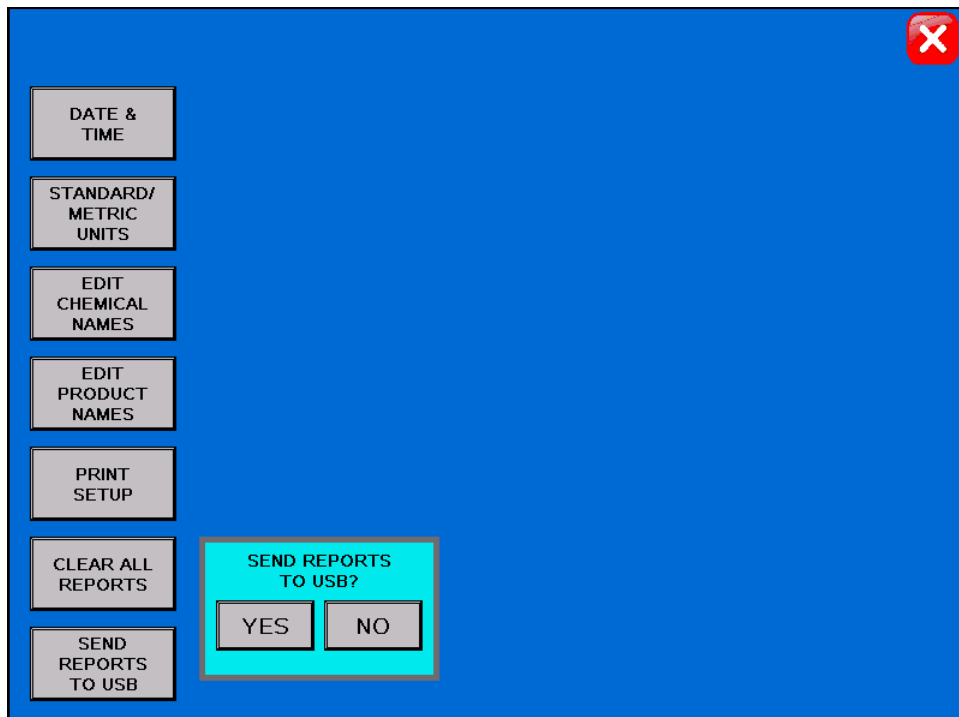 DATE &
TIME
STANDARD/
METRIC
UNITS
EDIT
CHEMICAL
NAMES
EDIT
PRODUCT
NAMES
PRINT
SETUP
CLEAR ALL
REPORTS
SEND
REPORTS
TO USB
SEND REPORTS
TO USB?
YES NO